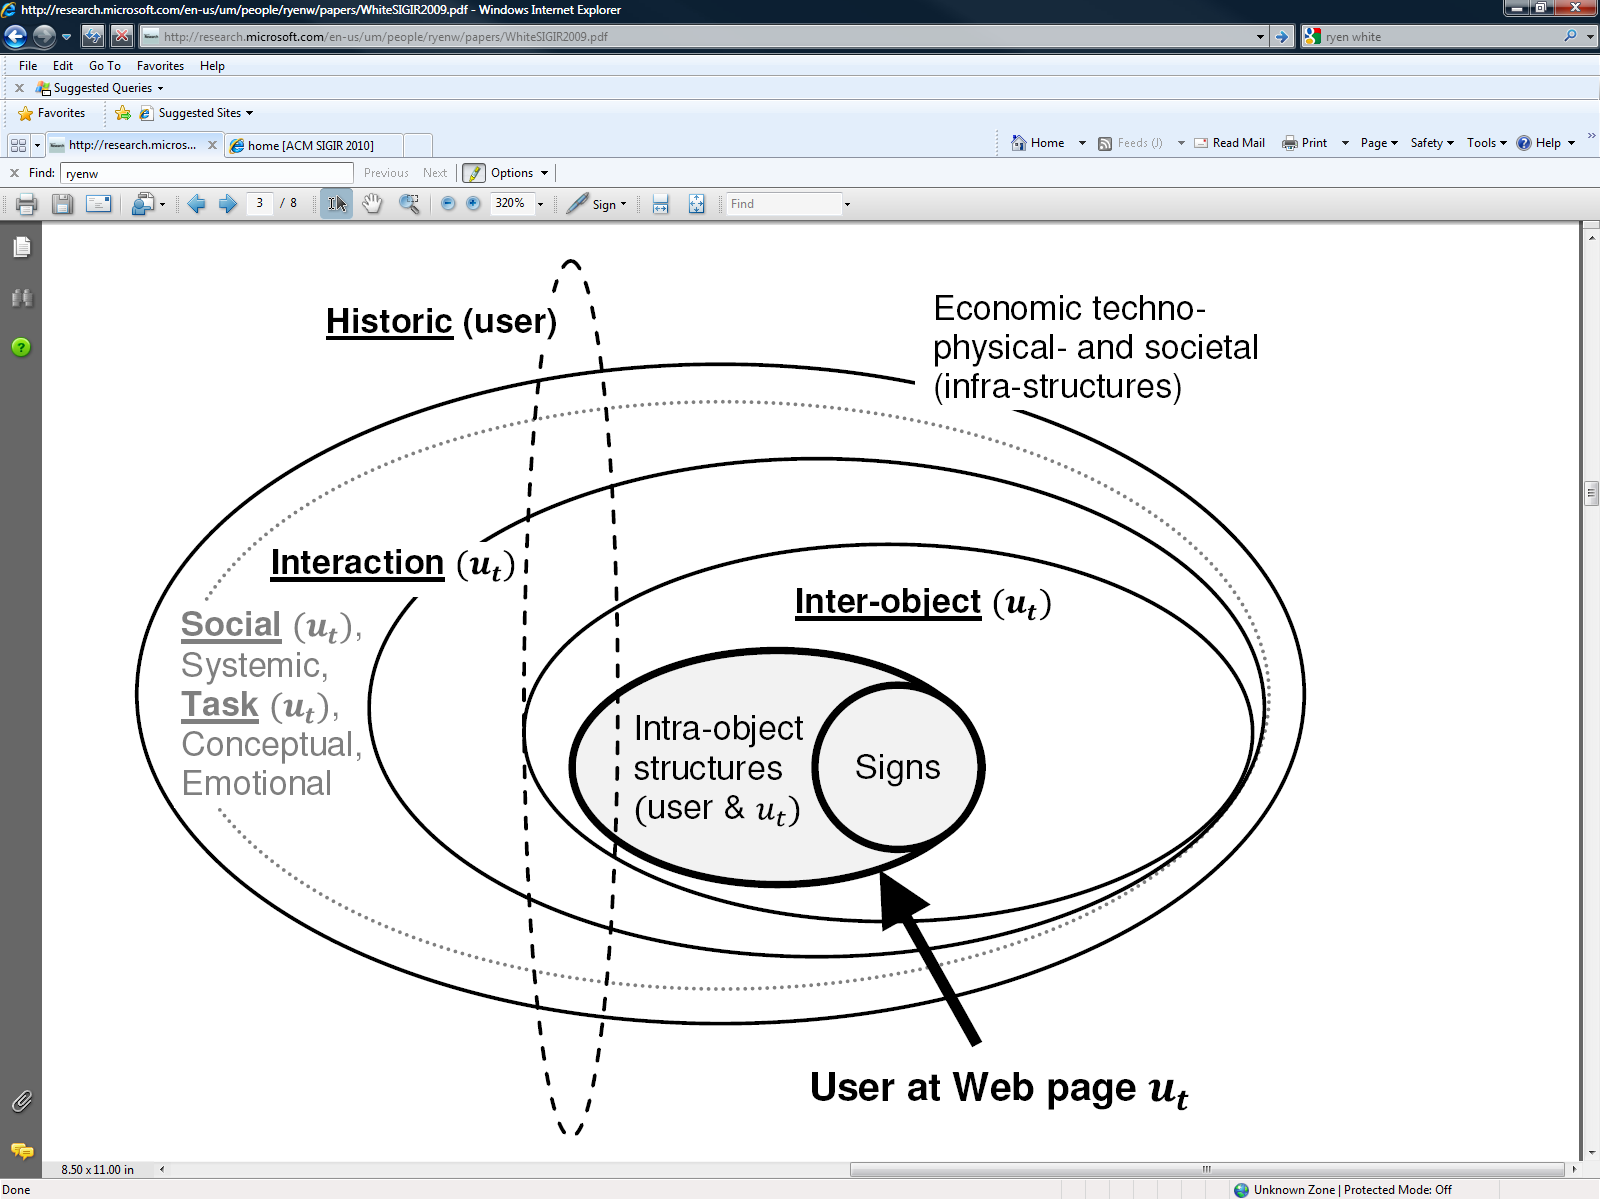 http://research.microsoft.com/en-us/um/people/ryenw/papers/WhiteSIGIR2009.pdf - Windows Internet Explorer
http://research.microsoft.com/en-us/um/people/ryenw/papers/WhiteSIGIR2009.pdf
ryen white
File Edit Go To Favorites Help
Suggested Queries
Favorites Suggested Sites
http://research.micros... home [ACM SIGIR 2010] Home Feeds (J) Read Mail Print Page Safety Tools Help
Find: ryenw Previous Next Options
3 / 8 320% Sign Find
Historic (user)
Economic techno-
physical- and societal
(infra-structures)
Interaction (u_t)
Inter-object (u_t)
Social (u_t),
Systemic,
Task (u_t),
Conceptual,
Emotional
Intra-object
structures
(user & u_t)
Signs
User at Web page u_t
8.50 x 11.00 in
Done Unknown Zone | Protected Mode: Off